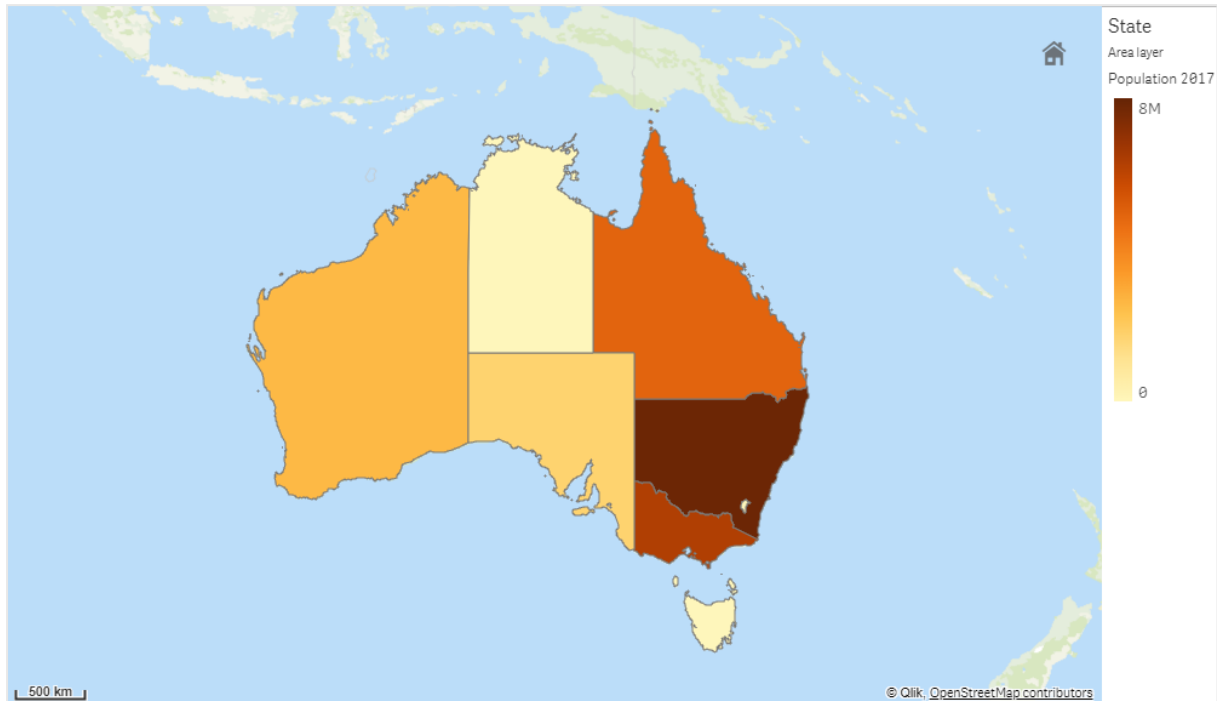 State
Area layer
Population 2017
8M
0
500 km
© Qlik, OpenStreetMap contributors